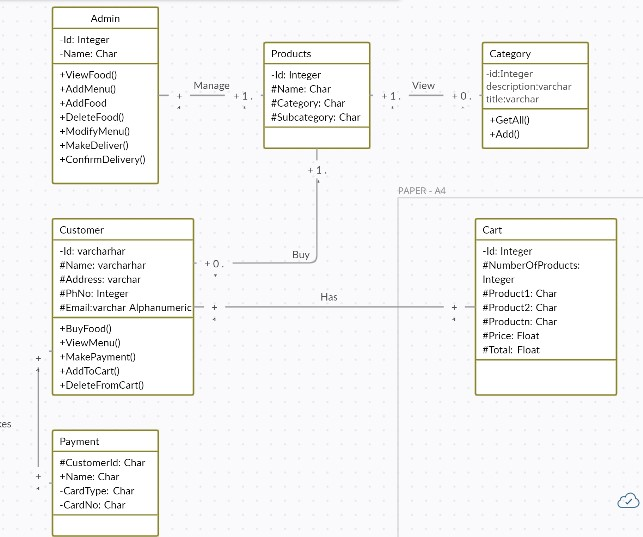 Admin
-Id: Integer
-Name: Char
+ViewFood()
+AddMenu()
+AddFood
+DeleteFood()
+ModifyMenu()
+MakeDeliver()
+ConfirmDelivery()
Manage
+
*
+1..
*
Products
-Id: Integer
#Name: Char
#Category: Char
#Subcategory: Char
+1..
*
View
+0..
*
Category
-id:Integer
description:varchar
title:varchar
+GetAll()
+Add()
+1..
*
PAPER - A4
Customer
-Id: varcharhar
#Name: varcharhar
#Address: varchar
#PhNo: Integer
#Email:varchar Alphanumeric
+BuyFood()
+ViewMenu()
+MakePayment()
+AddToCart()
+DeleteFromCart()
+0..
*
Buy
+
*
Has
+
*
Cart
-Id: Integer
#NumberOfProducts:
Integer
#Product1: Char
#Product2: Char
#Productn: Char
#Price: Float
#Total: Float
+
*
+
*
Payment
#CustomerId: Char
+Name: Char
-CardType: Char
-CardNo: Char